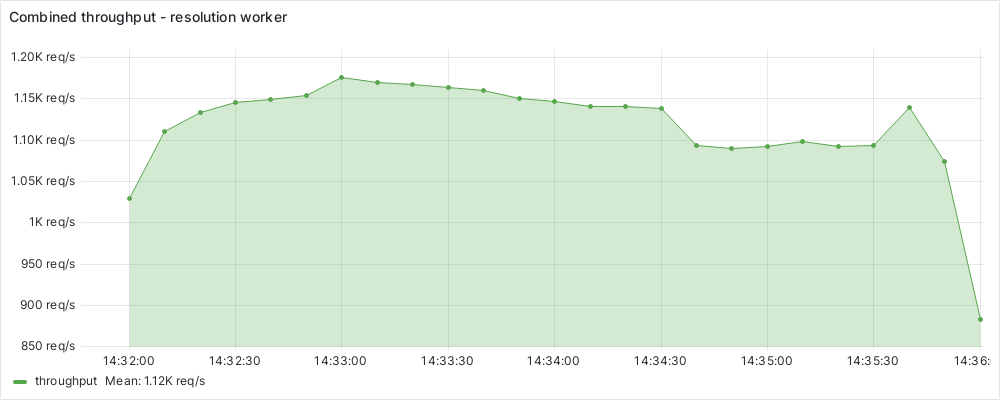 Combined throughput - resolution worker
1.20K req/s
1.15K req/s
1.10K req/s
1.05K req/s
1K req/s
950 req/s
900 req/s
850 req/s
14:32:00 14:32:30 14:33:00 14:33:30 14:34:00 14:34:30 14:35:00 14:35:30 14:36:
throughput Mean: 1.12K req/s